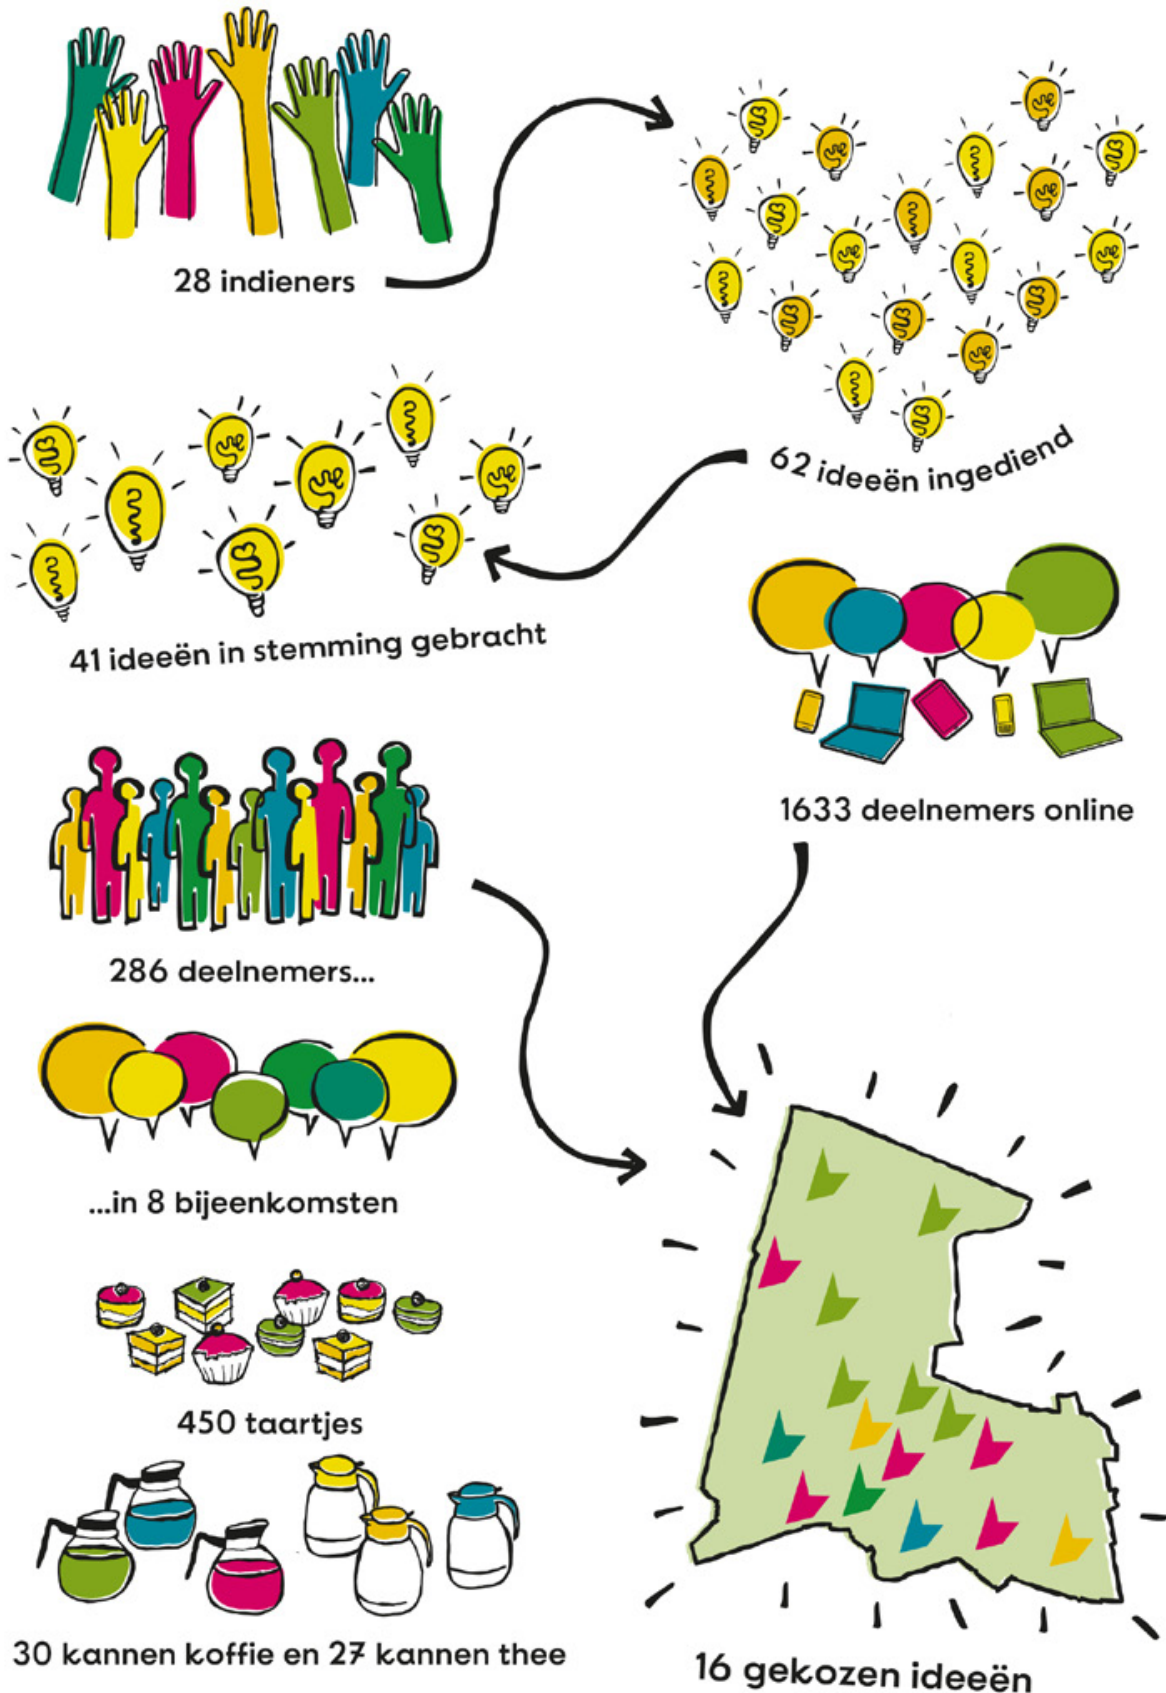 28 indieners
62 ideeën ingediend
41 ideeën in stemming gebracht
1633 deelnemers online
286 deelnemers...
...in 8 bijeenkomsten
450 taartjes
30 kannen koffie en 27 kannen thee
16 gekozen ideeën